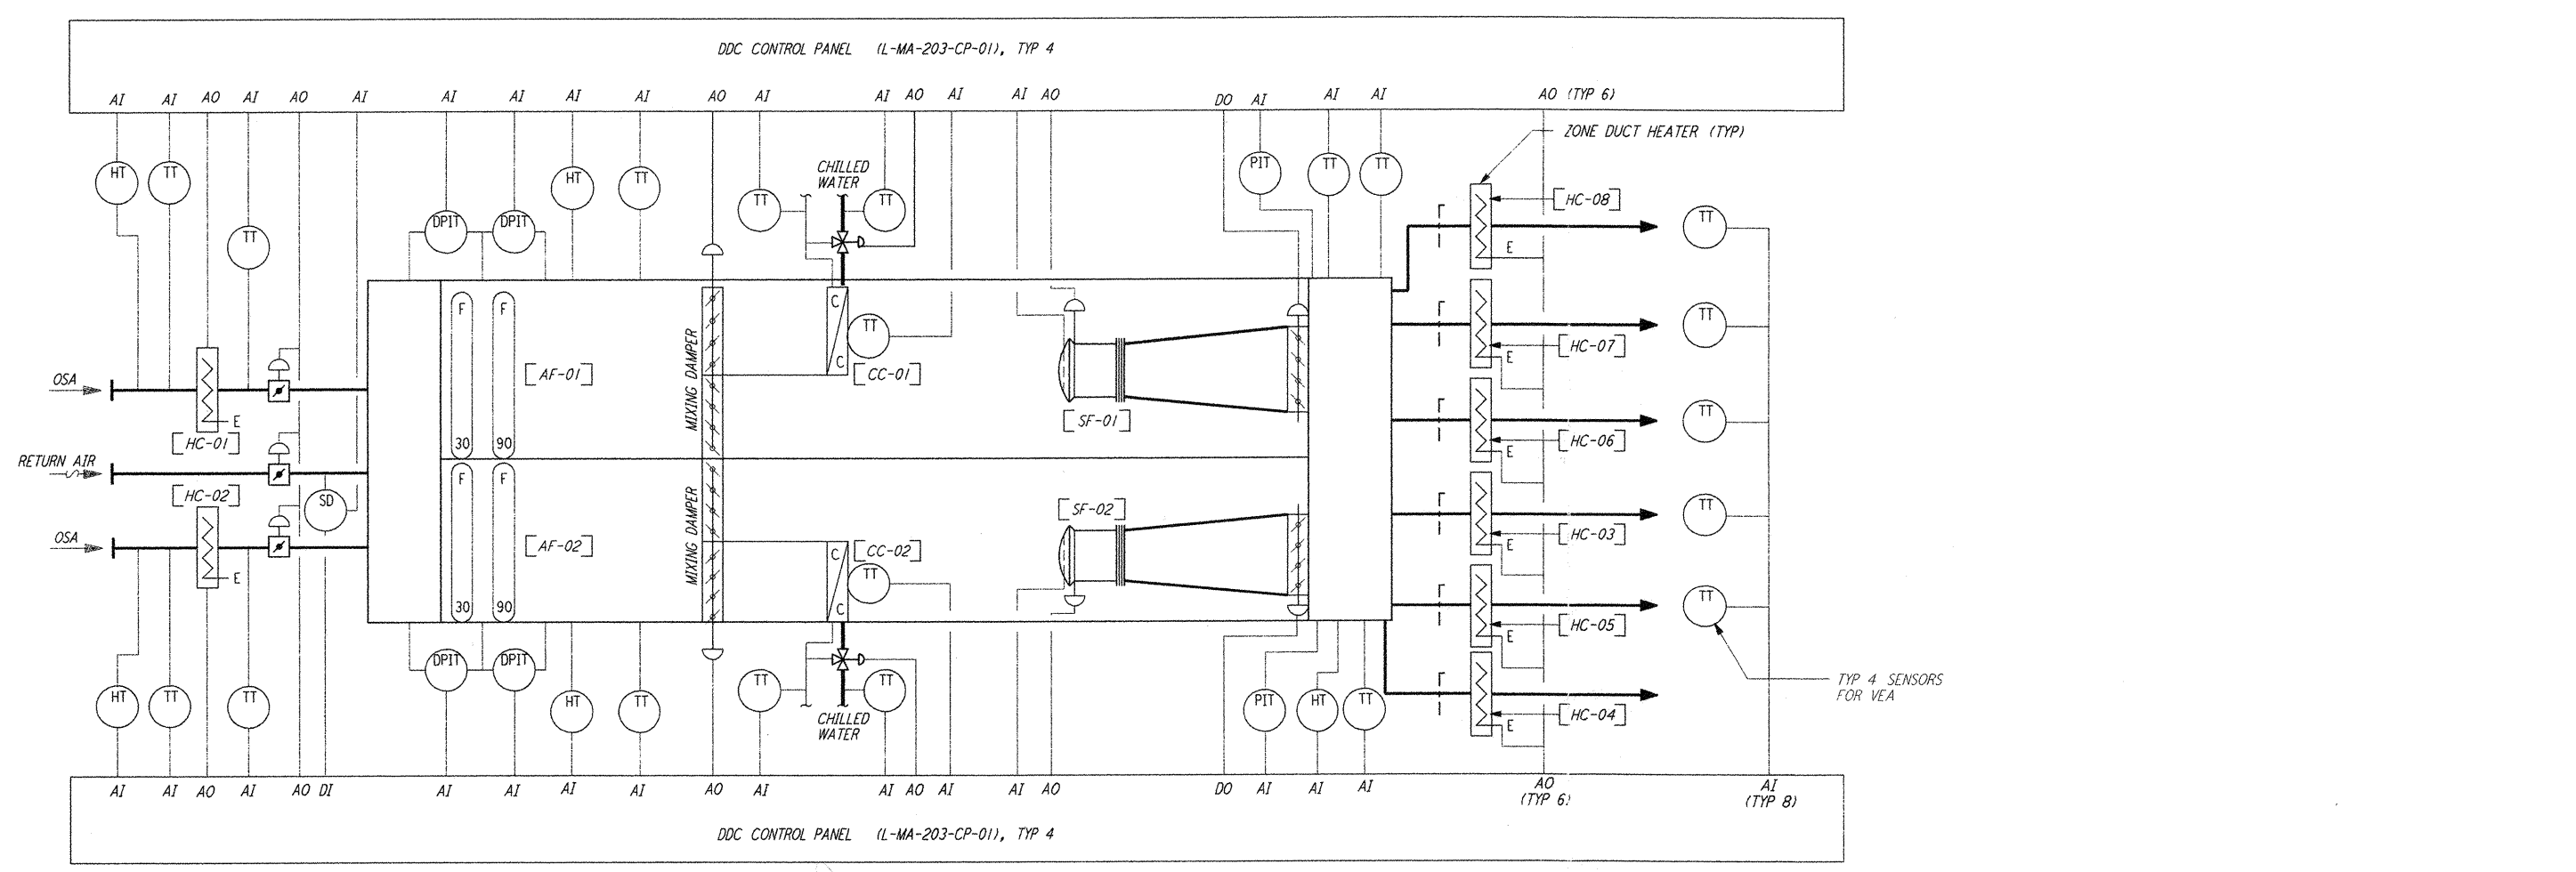 DDC CONTROL PANEL (L-MA-203-CP-01), TYP 4
AI AI AO AI AO AI AI AI AI AI AO AI AI AO AI AI AO DO AI AI AI AO (TYP 6)
ZONE DUCT HEATER (TYP)
HT TT TT DPIT DPIT HT TT TT TT PIT TT TT
CHILLED
WATER
[HC-08]
E
TT
F F
30 90
[AF-01]
MIXING DAMPER
C
C
TT
[CC-01]
[SF-01]
[HC-07]
E
TT
OSA
E
[HC-01]
[HC-06]
E
TT
RETURN AIR
[HC-02]
SD
OSA
E
F F
30 90
[AF-02]
MIXING DAMPER
C
C
TT
[CC-02]
[SF-02]
[HC-03]
E
TT
[HC-05]
E
TT
TYP 4 SENSORS
FOR VEA
[HC-04]
E
HT TT TT DPIT DPIT HT TT TT TT PIT HT TT
CHILLED
WATER
AI AI AO AI AO DI AI AI AI AI AO AI AI AO AI AI AO DO AI AI AI AO AI
(TYP 6) (TYP 8)
DDC CONTROL PANEL (L-MA-203-CP-01), TYP 4